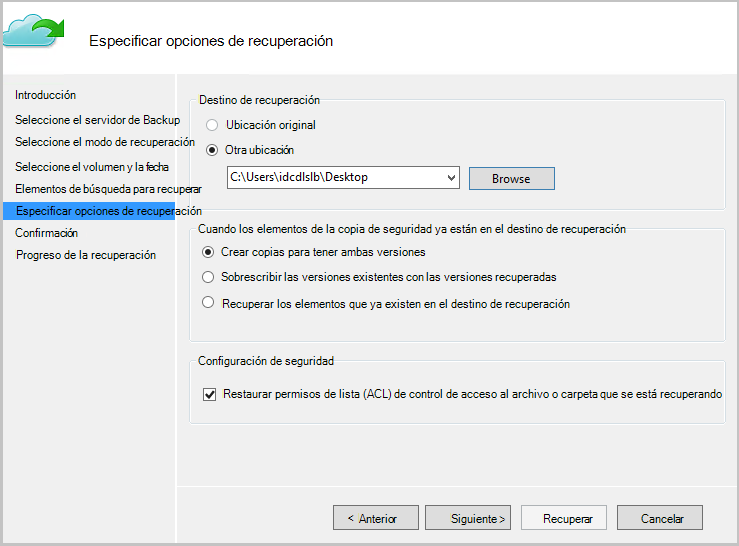 Especificar opciones de recuperación
Introducción
Seleccione el servidor de Backup
Seleccione el modo de recuperación
Seleccione el volumen y la fecha
Elementos de búsqueda para recuperar
Especificar opciones de recuperación
Confirmación
Progreso de la recuperación
Destino de recuperación
Ubicación original
Otra ubicación
C:\Users\idcdlslb\Desktop
Browse
Cuando los elementos de la copia de seguridad ya están en el destino de recuperación
Crear copias para tener ambas versiones
Sobrescribir las versiones existentes con las versiones recuperadas
Recuperar los elementos que ya existen en el destino de recuperación
Configuración de seguridad
Restaurar permisos de lista (ACL) de control de acceso al archivo o carpeta que se está recuperando
< Anterior
Siguiente >
Recuperar
Cancelar